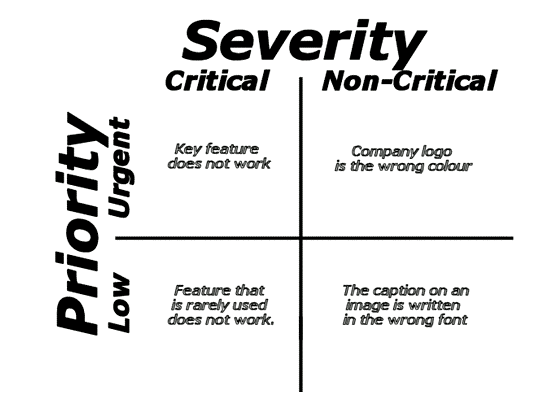 Severity
Critical
Non-Critical
Priority
Urgent
Low
Key feature
does not work
Company logo
is the wrong colour
Feature that
is rarely used
does not work.
The caption on an
image is written
in the wrong font